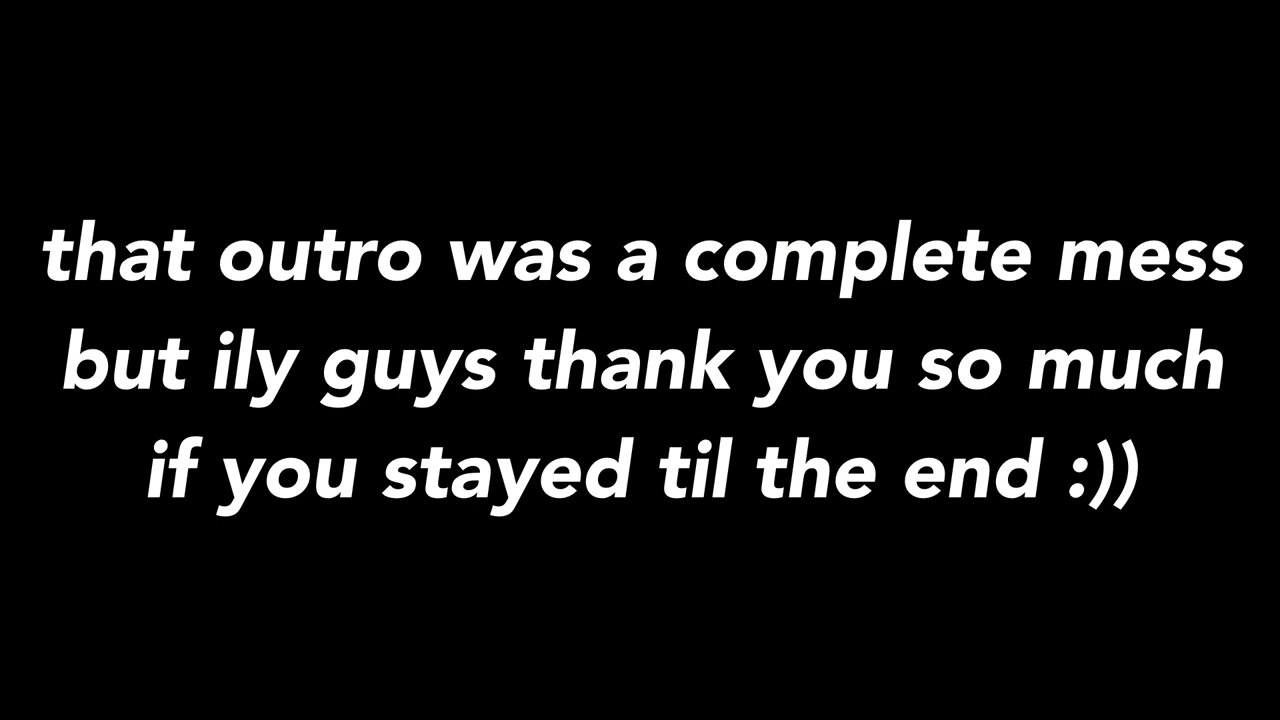 that outro was a complete mess
but ily guys thank you so much
if you stayed til the end :))